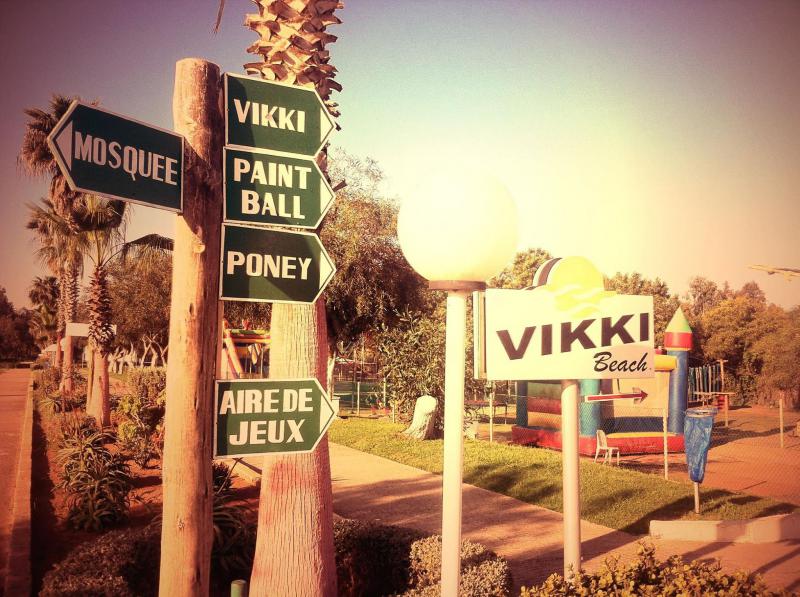 MOSQUEE
VIKKI
PAINT
BALL
PONEY
AIRE DE
JEUX
VIKKI
Beach